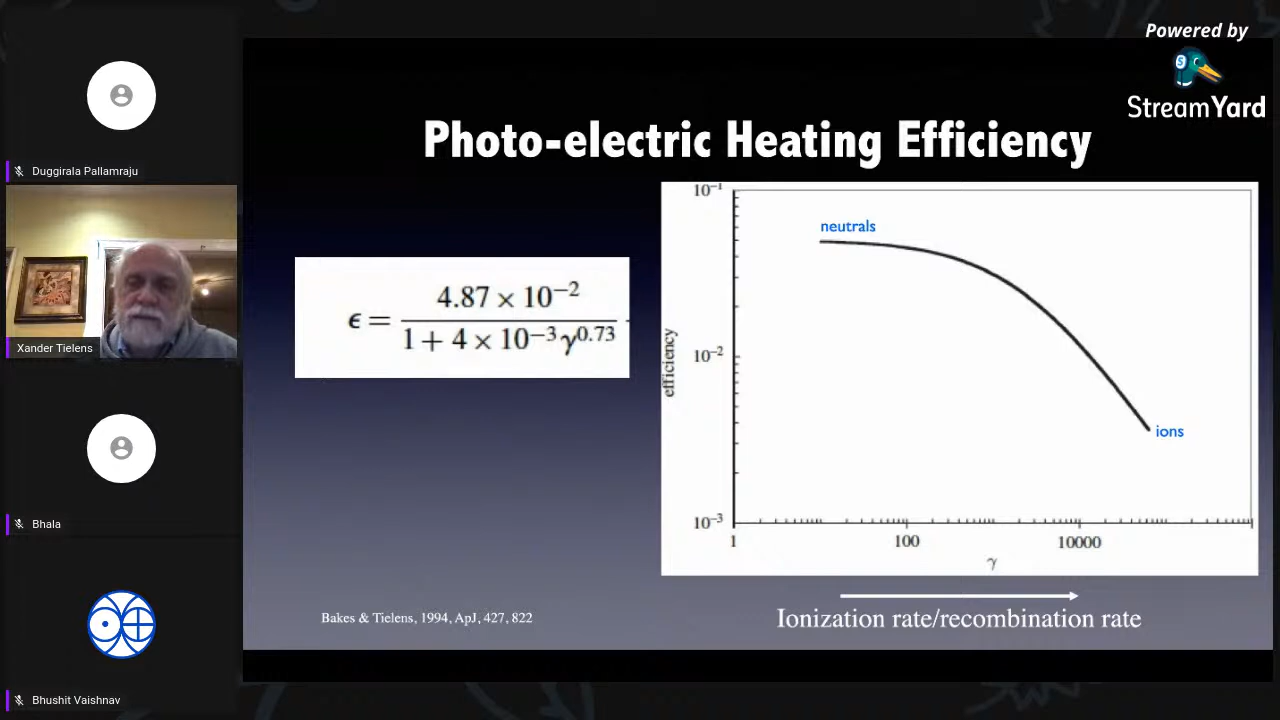 Powered by
StreamYard
Duggirala Pallamraju
Xander Tielens
Bhala
Bhushit Vaishnav
Photo-electric Heating Efficiency
ϵ = 4.87 × 10⁻² / 1 + 4 × 10⁻³ γ^0.73
10⁻¹
10⁻²
10⁻³
efficiency
neutrals
ions
1
100
10000
γ
Ionization rate/recombination rate
Bakes & Tielens, 1994, ApJ, 427, 822